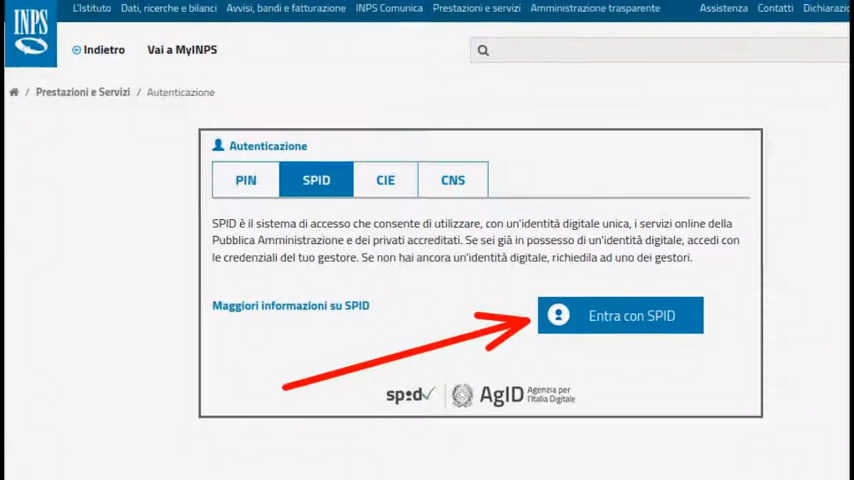 INPS
L'Istituto Dati, ricerche e bilanci Avvisi, bandi e fatturazione INPS Comunica Prestazioni e servizi Amministrazione trasparente Assistenza Contatti Dichiarazio
Indietro Vai a MyINPS
/ Prestazioni e Servizi / Autenticazione
Autenticazione
PIN SPID CIE CNS
SPID è il sistema di accesso che consente di utilizzare, con un'identità digitale unica, i servizi online della
Pubblica Amministrazione e dei privati accreditati. Se sei già in possesso di un'identità digitale, accedi con
le credenziali del tuo gestore. Se non hai ancora un'identità digitale, richiedila ad uno dei gestori.
Maggiori informazioni su SPID
Entra con SPID
spid AgID Agenzia per
l'Italia Digitale